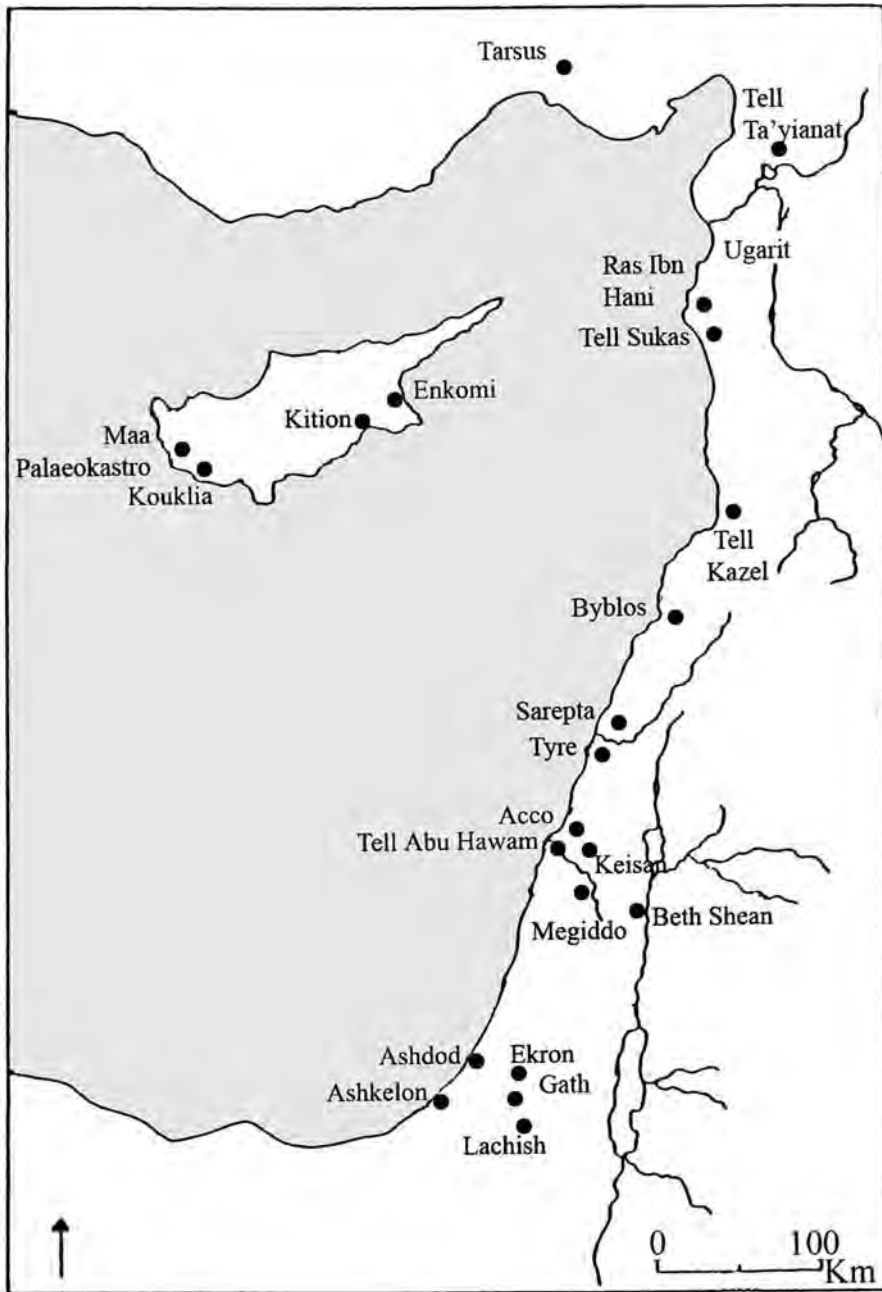 Tarsus
Tell
Ta'yianat
Ugarit
Ras Ibn
Hani
Tell Sukas
Enkomi
Kition
Maa
Palaeokastro
Kouklia
Tell
Kazel
Byblos
Sarepta
Tyre
Acco
Tell Abu Hawam
Keisan
Megiddo
Beth Shean
Ashdod
Ekron
Gath
Ashkelon
Lachish
0 100
Km